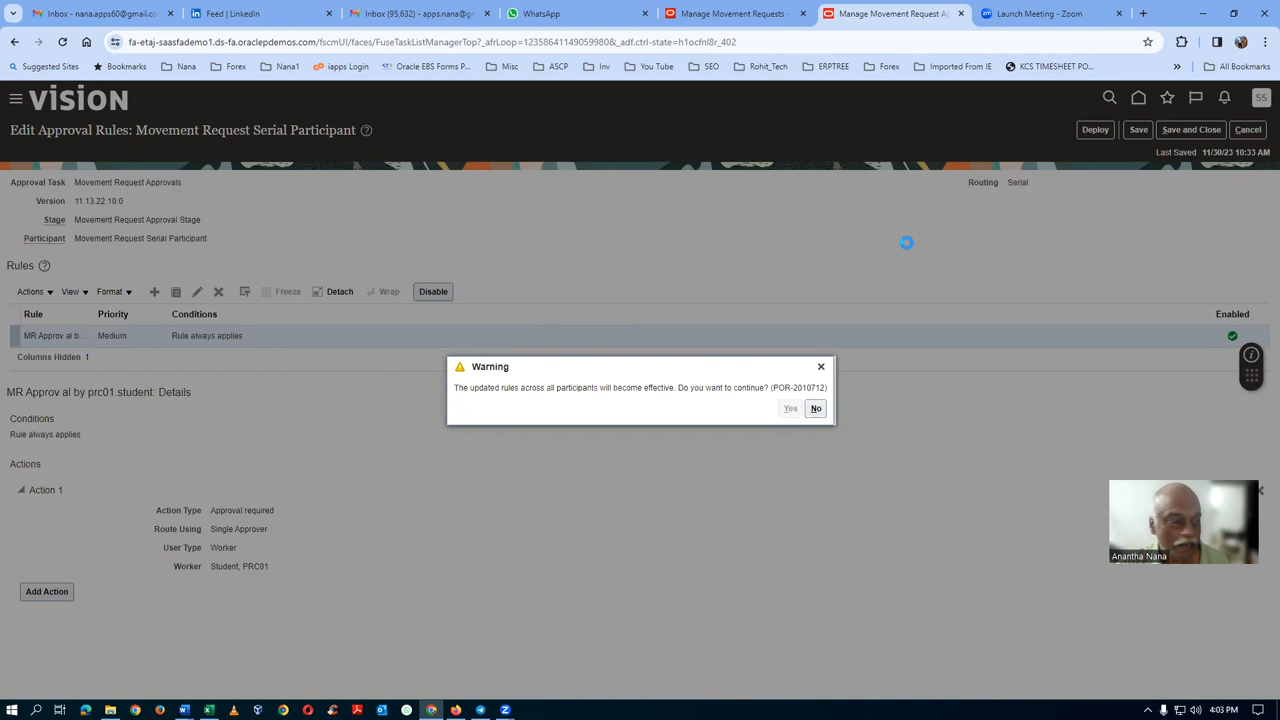 Inbox - nana.apps60@gmail.co
Feed | LinkedIn
Inbox (95,632) - apps.nana@g
WhatsApp
Manage Movement Requests -
Manage Movement Request Ap
Launch Meeting - Zoom
fa-etaj-saasfademo1.ds-fa.oraclepdemos.com/fscmUI/faces/FuseTaskListManagerTop?_afrLoop=12358641149059980&_adf.ctrl-state=h1ocfnl8r_402
Suggested Sites
Bookmarks
Nana
Forex
Nana1
iapps Login
Oracle EBS Forms P...
Misc
ASCP
Inv
You Tube
SEO
Rohit_Tech
ERPTREE
Forex
Imported From IE
KCS TIMESHEET PO...
»
All Bookmarks
VISION
SS
Edit Approval Rules: Movement Request Serial Participant
Deploy
Save
Save and Close
Cancel
Last Saved 11/30/23 10:33 AM
Approval Task Movement Request Approvals
Routing Serial
Version 11.13.22.10.0
Stage Movement Request Approval Stage
Participant Movement Request Serial Participant
Rules
Actions View Format Freeze Detach Wrap Disable
Rule Priority Conditions Enabled
MR Approv al b... Medium Rule always applies
Columns Hidden 1
Warning
The updated rules across all participants will become effective. Do you want to continue? (POR-2010712)
Yes No
MR Approv al by prc01.student: Details
Conditions
Rule always applies
Actions
Action 1
Action Type Approval required
Route Using Single Approver
User Type Worker
Worker Student, PRC01
Anantha Nana
Add Action
4:03 PM